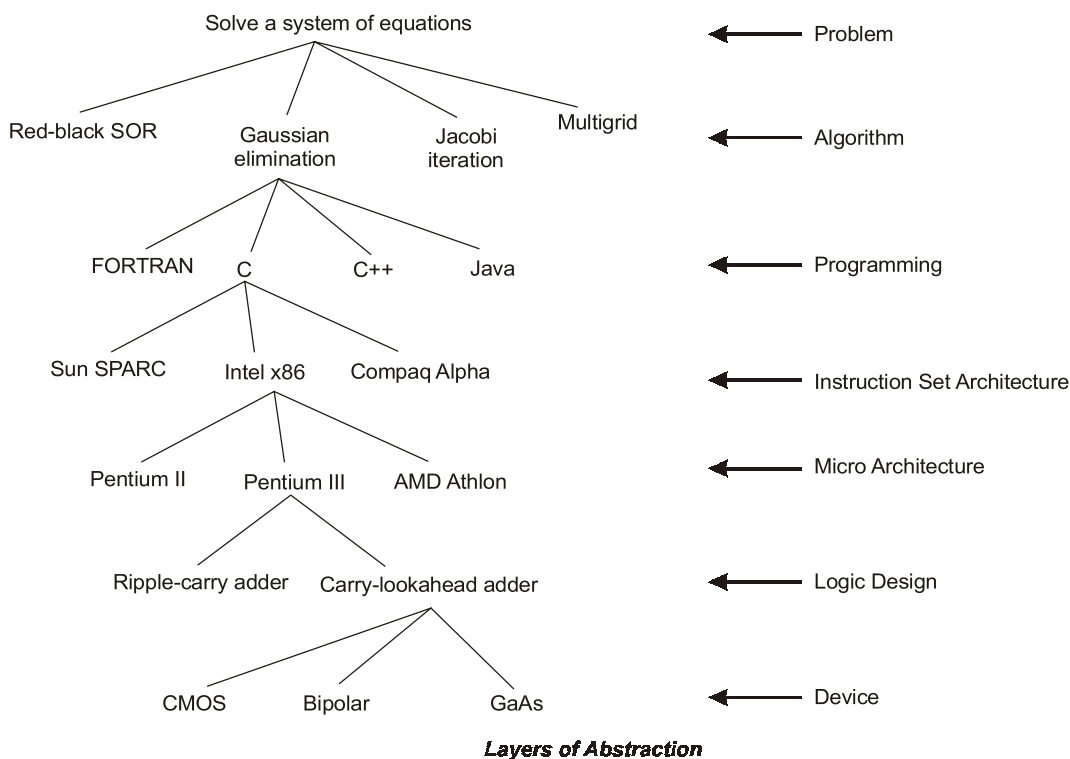 Solve a system of equations
Problem
Red-black SOR
Gaussian
elimination
Jacobi
iteration
Multigrid
Algorithm
FORTRAN
C
C++
Java
Programming
Sun SPARC
Intel x86
Compaq Alpha
Instruction Set Architecture
Pentium II
Pentium III
AMD Athlon
Micro Architecture
Ripple-carry adder
Carry-lookahead adder
Logic Design
CMOS
Bipolar
GaAs
Device
Layers of Abstraction